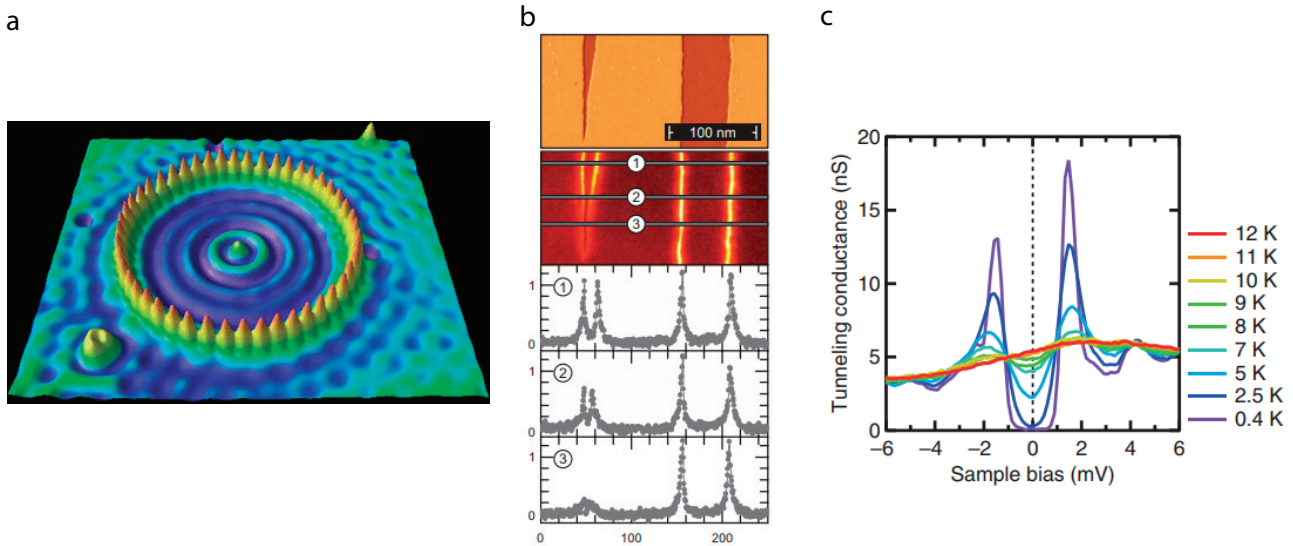 a
b
c
100 nm
1
2
3
1
1
0
2
1
0
3
1
0
0
100
200
Tunneling conductance (nS)
20
15
10
5
0
−6
−4
−2
0
2
4
6
Sample bias (mV)
12 K
11 K
10 K
9 K
8 K
7 K
5 K
2.5 K
0.4 K